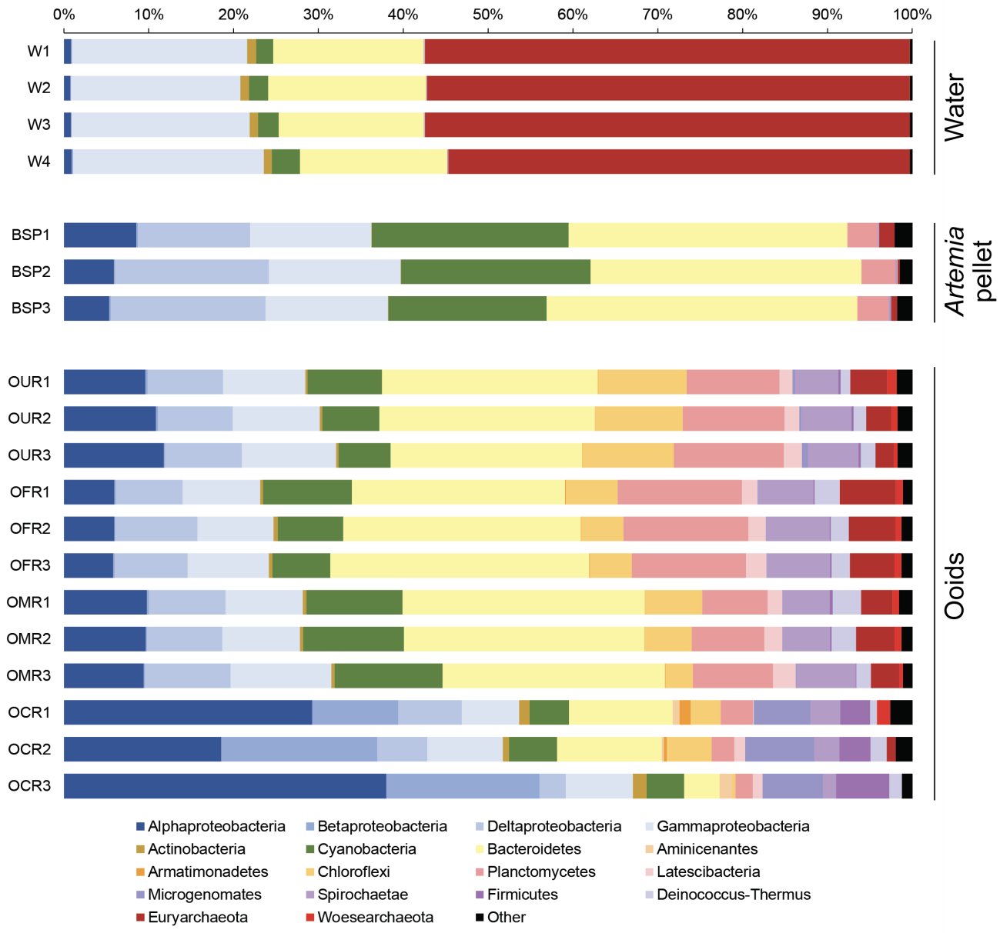 0% 10% 20% 30% 40% 50% 60% 70% 80% 90% 100%
W1
W2
W3
W4
Water
BSP1
BSP2
BSP3
Artemia
pellet
OUR1
OUR2
OUR3
OFR1
OFR2
OFR3
OMR1
OMR2
OMR3
OCR1
OCR2
OCR3
Ooids
Alphaproteobacteria Betaproteobacteria Deltaproteobacteria Gammaproteobacteria
Actinobacteria Cyanobacteria Bacteroidetes Aminicenantes
Armatimonadetes Chloroflexi Planctomycetes Latescibacteria
Microgenomates Spirochaetae Firmicutes Deinococcus-Thermus
Euryarchaeota Woesearchaeota Other